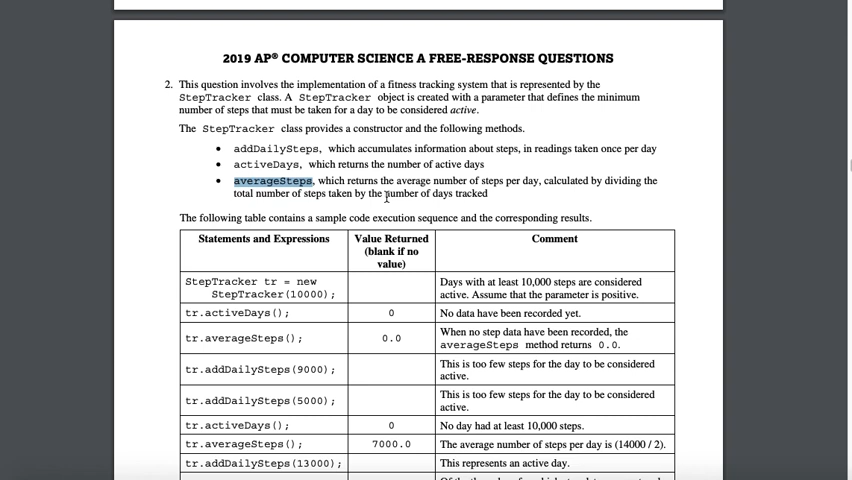 2019 AP® COMPUTER SCIENCE A FREE-RESPONSE QUESTIONS
2. This question involves the implementation of a fitness tracking system that is represented by the
StepTracker class. A StepTracker object is created with a parameter that defines the minimum
number of steps that must be taken for a day to be considered active.
The StepTracker class provides a constructor and the following methods.
• addDailySteps, which accumulates information about steps, in readings taken once per day
• activeDays, which returns the number of active days
• averageSteps, which returns the average number of steps per day, calculated by dividing the
total number of steps taken by the number of days tracked
The following table contains a sample code execution sequence and the corresponding results.
Statements and Expressions
Value Returned
(blank if no
value)
Comment
StepTracker tr = new
StepTracker(10000);
Days with at least 10,000 steps are considered
active. Assume that the parameter is positive.
tr.activeDays(); 0 No data have been recorded yet.
tr.averageSteps(); 0.0
When no step data have been recorded, the
averageSteps method returns 0.0.
tr.addDailySteps(9000);
This is too few steps for the day to be considered
active.
tr.addDailySteps(5000);
This is too few steps for the day to be considered
active.
tr.activeDays(); 0 No day had at least 10,000 steps.
tr.averageSteps(); 7000.0 The average number of steps per day is (14000 / 2).
tr.addDailySteps(13000); This represents an active day.